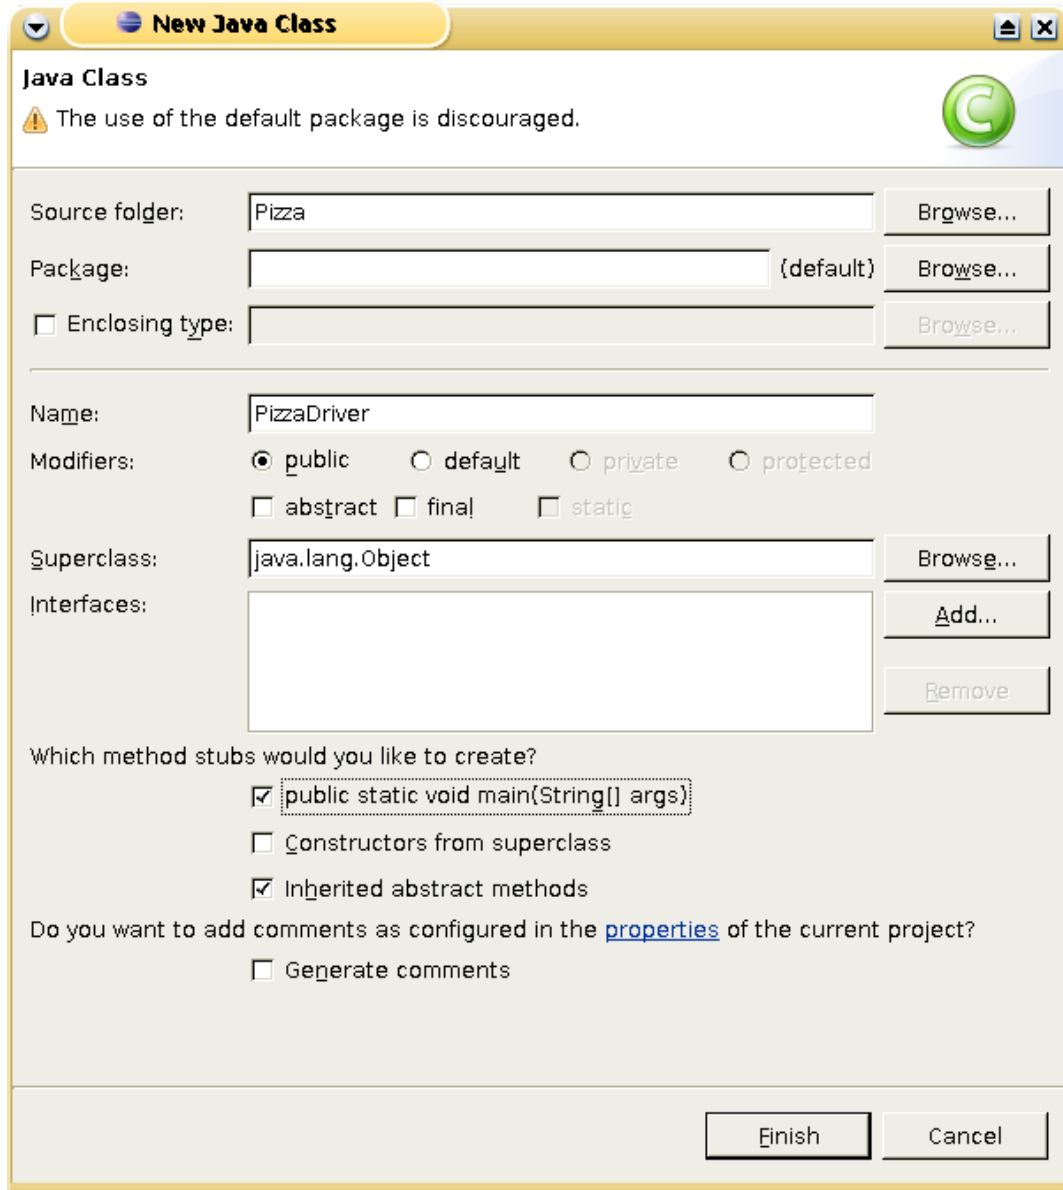 New Java Class
Java Class
The use of the default package is discouraged.
C
Source folder: Pizza Browse...
Package: (default) Browse...
Enclosing type: Browse...
Name: PizzaDriver
Modifiers: public default private protected
abstract final static
Superclass: java.lang.Object Browse...
Interfaces: Add...
Remove
Which method stubs would you like to create?
public static void main(String[] args)
Constructors from superclass
Inherited abstract methods
Do you want to add comments as configured in the properties of the current project?
Generate comments
Finish Cancel